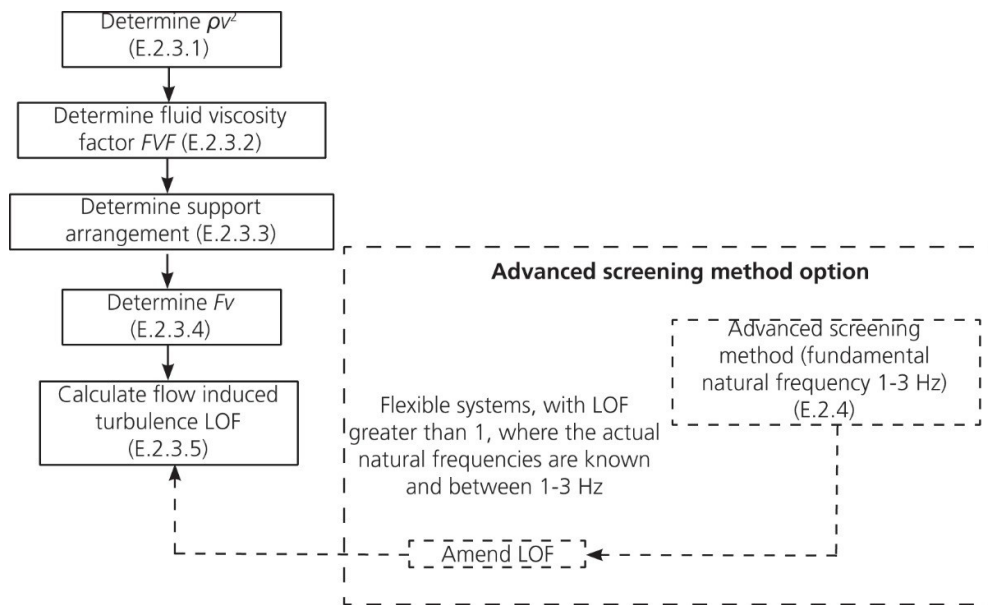 Determine ρv²
(E.2.3.1)
Determine fluid viscosity
factor FVF (E.2.3.2)
Determine support
arrangement (E.2.3.3)
Determine Fv
(E.2.3.4)
Calculate flow induced
turbulence LOF
(E.2.3.5)
Advanced screening method option
Advanced screening
method (fundamental
natural frequency 1-3 Hz)
(E.2.4)
Flexible systems, with LOF
greater than 1, where the actual
natural frequencies are known
and between 1-3 Hz
Amend LOF